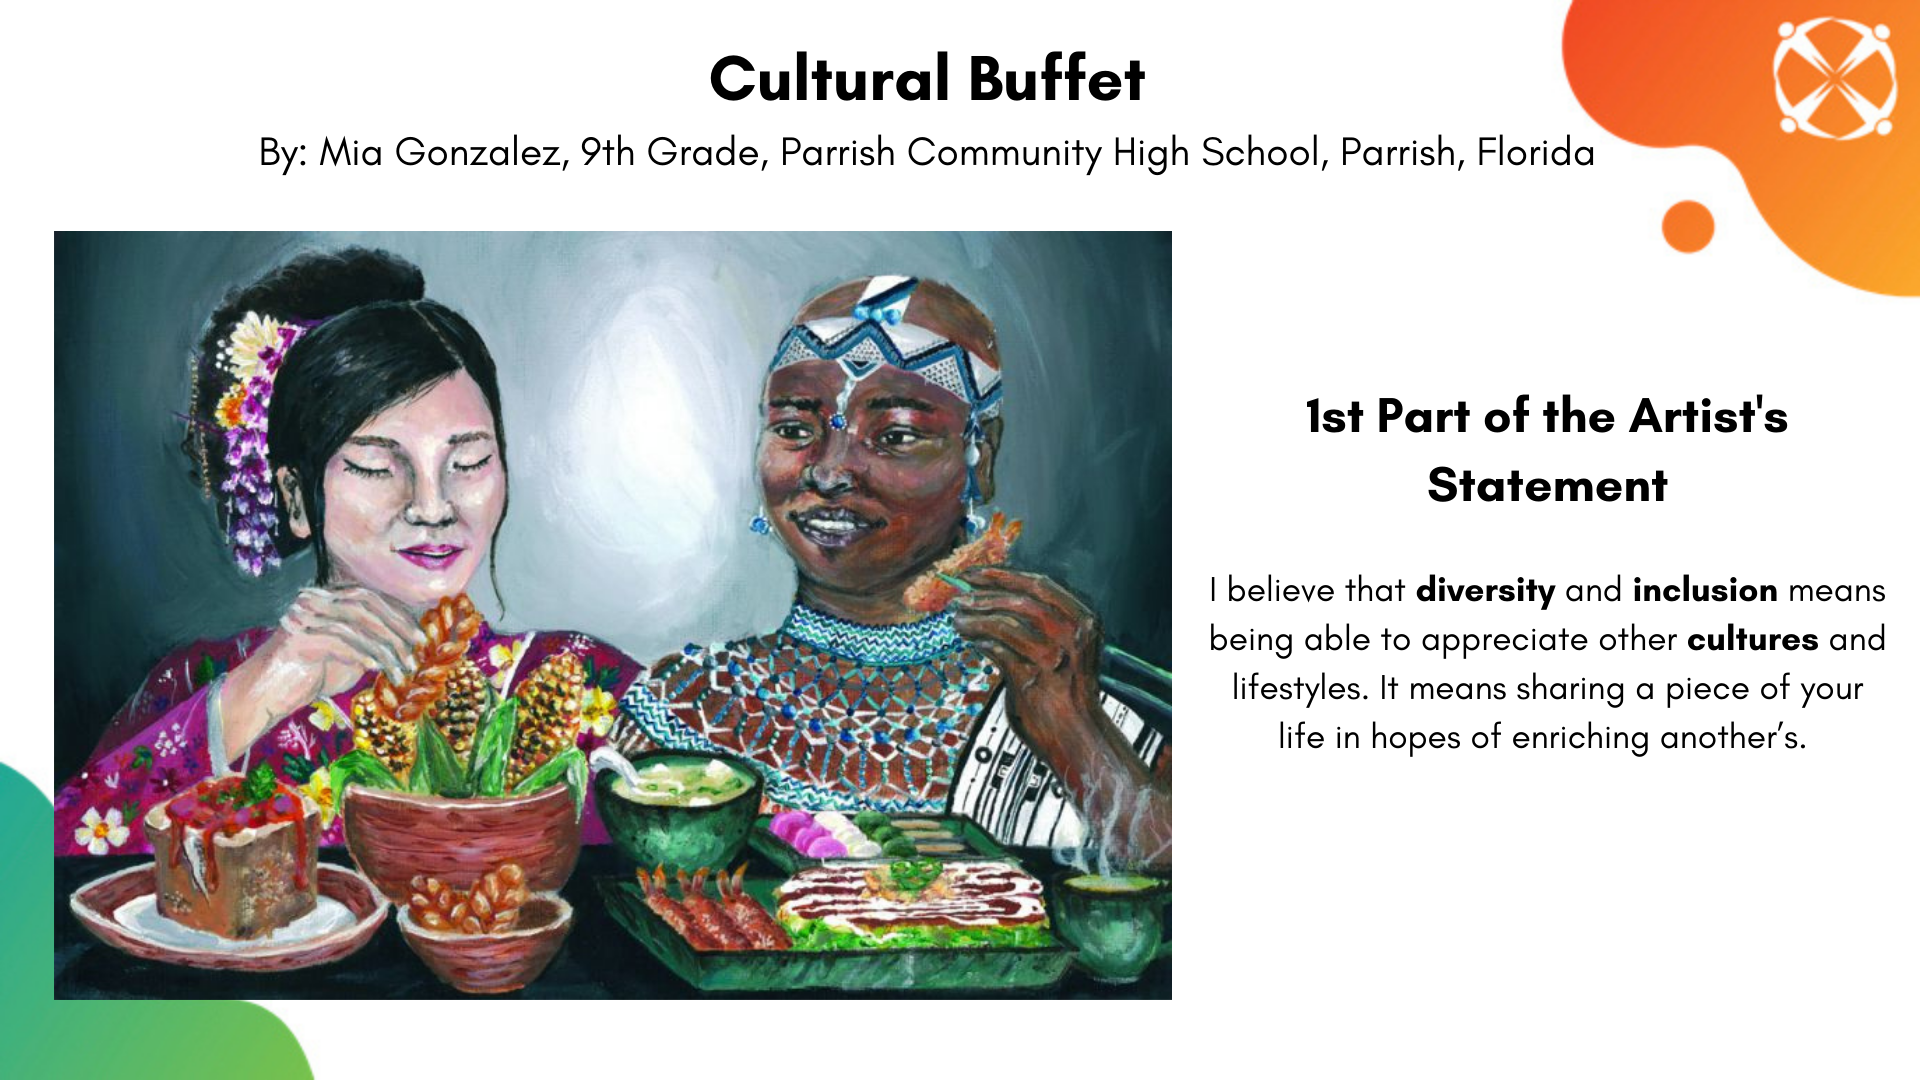 Cultural Buffet
By: Mia Gonzalez, 9th Grade, Parrish Community High School, Parrish, Florida
1st Part of the Artist's
Statement
I believe that diversity and inclusion means
being able to appreciate other cultures and
lifestyles. It means sharing a piece of your
life in hopes of enriching another’s.